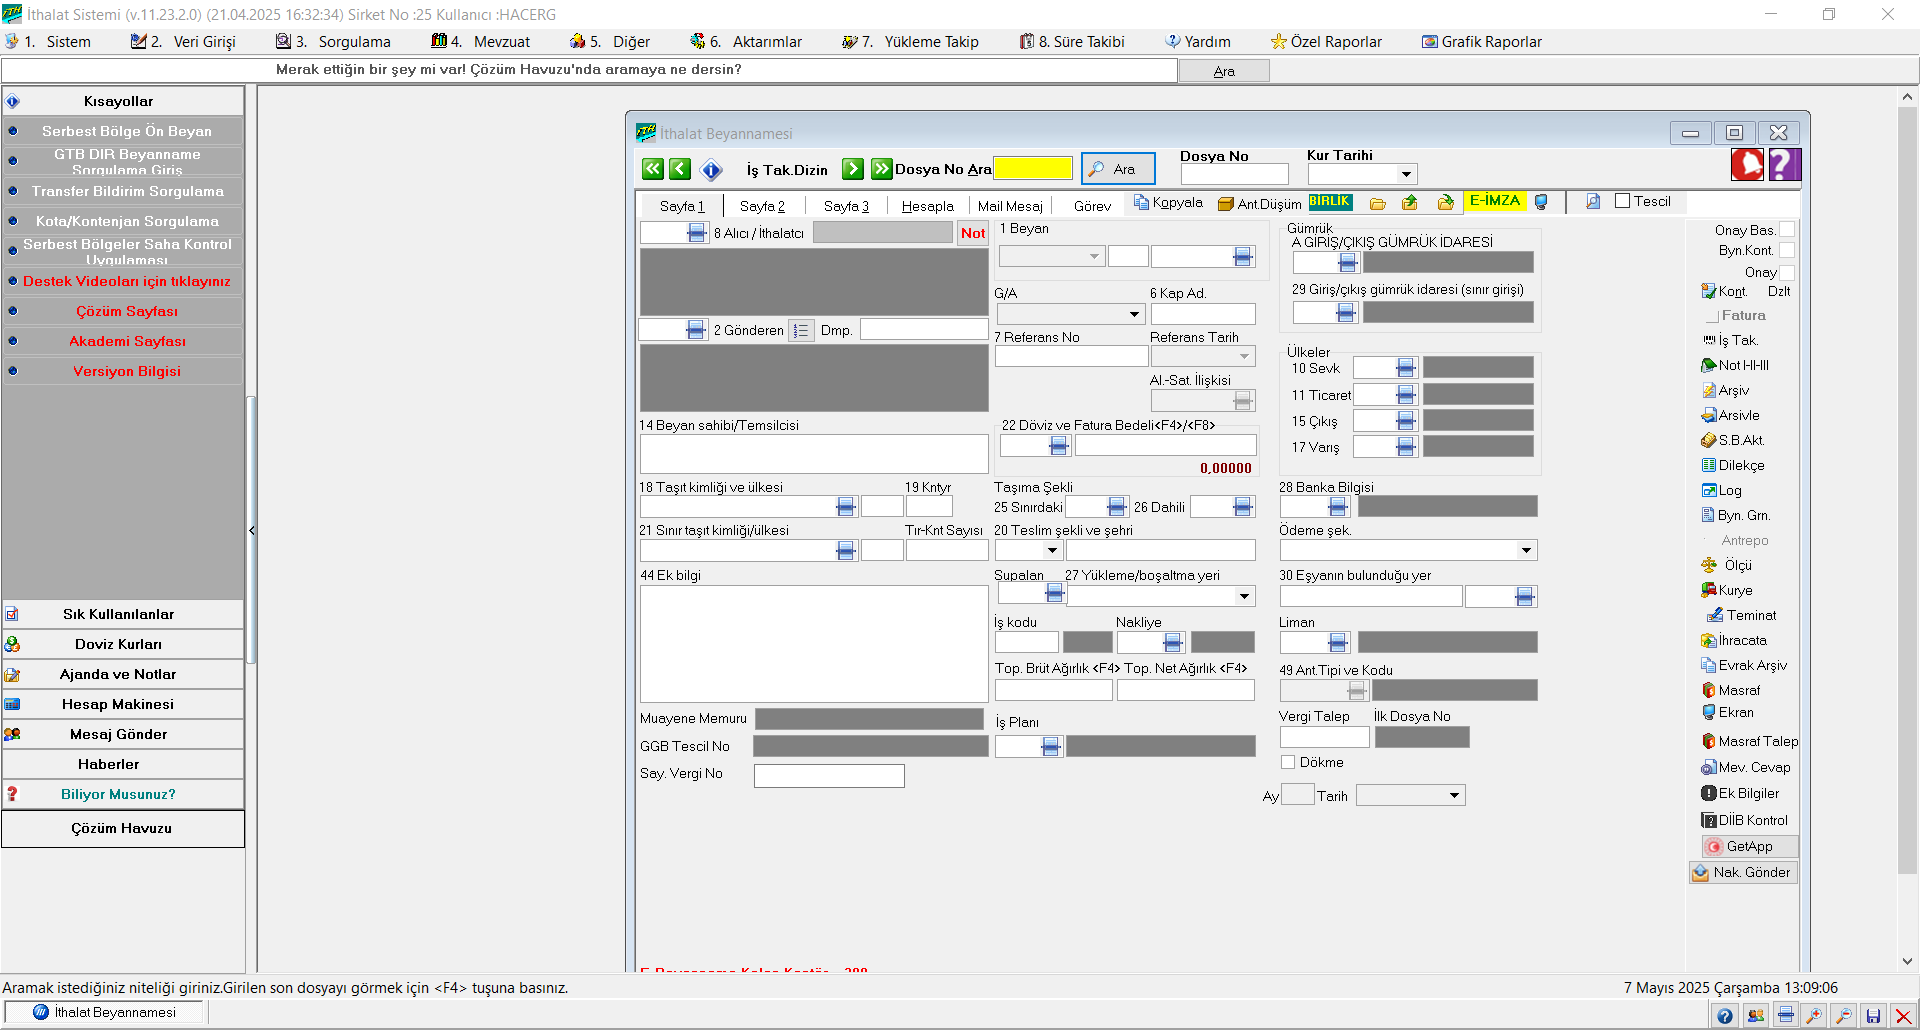 İthalat Sistemi (v.11.23.2.0) (21.04.2025 16:32:34) Sirket No :25 Kullanıcı :HACERG
1. Sistem 2. Veri Girişi 3. Sorgulama 4. Mevzuat 5. Diğer 6. Aktarımlar 7. Yükleme Takip 8. Süre Takibi Yardım Özel Raporlar Grafik Raporlar
Merak ettiğin bir şey mi var! Çözüm Havuzu'nda aramaya ne dersin? Ara
Kısayollar
Serbest Bölge Ön Beyan
GTB DIR Beyanname
Sorgulama Giriş
Transfer Bildirim Sorgulama
Kota/Kontenjan Sorgulama
Serbest Bölgeler Saha Kontrol
Uygulaması
Destek Videoları için tıklayınız
Çözüm Sayfası
Akademi Sayfası
Versiyon Bilgisi
Sık Kullanılanlar
Doviz Kurları
Ajanda ve Notlar
Hesap Makinesi
Mesaj Gönder
Haberler
Biliyor Musunuz?
Çözüm Havuzu
İthalat Beyannamesi
İş Tak.Dizin Dosya No Ara Ara Dosya No Kur Tarihi
Sayfa 1 Sayfa 2 Sayfa 3 Hesapla Mail Mesaj Görev Kopyala Ant.Düşüm BİRLİK E-İMZA Tescil
8 Alıcı / İthalatcı Not
2 Gönderen Dmp.
14 Beyan sahibi/Temsilcisi
18 Taşıt kimliği ve ülkesi 19 Kntyr
21 Sınır taşıt kimliği/ülkesi Tır-Knt Sayısı
44 Ek bilgi
Muayene Memuru
GGB Tescil No
Say. Vergi No
1 Beyan
G/A 6 Kap Ad.
7 Referans No Referans Tarih
Al.-Sat. İlişkisi
22 Döviz ve Fatura Bedeli<F4>/<F8>
0,00000
Taşıma Şekli
25 Sınırdaki 26 Dahili
20 Teslim şekli ve şehri
Supalan 27 Yükleme/boşaltma yeri
İş kodu Nakliye
Top. Brüt Ağırlık <F4> Top. Net Ağırlık <F4>
İş Planı
Gümrük
A GİRİŞ/ÇIKIŞ GÜMRÜK İDARESİ
29 Giriş/çıkış gümrük idaresi (sınır girişi)
Ülkeler
10 Sevk
11 Ticaret
15 Çıkış
17 Varış
28 Banka Bilgisi
Ödeme şek.
30 Eşyanın bulunduğu yer
Liman
49 Ant.Tipi ve Kodu
Vergi Talep İlk Dosya No
Dökme
Ay Tarih
Onay Bas.
Byn.Kont.
Onay
Kont. Dzlt
Fatura
İş Tak.
Not I-II-III
Arşiv
Arsivle
S.B.Akt.
Dilekçe
Log
Byn. Grn.
Antrepo
Ölçü
Kurye
Teminat
İhracata
Evrak Arşiv
Masraf
Ekran
Masraf Talep
Mev. Cevap
Ek Bilgiler
DİİB Kontrol
GetApp
Nak. Gönder
Aramak istediğiniz niteliği giriniz.Girilen son dosyayı görmek için <F4> tuşuna basınız. 7 Mayıs 2025 Çarşamba 13:09:06
İthalat Beyannamesi